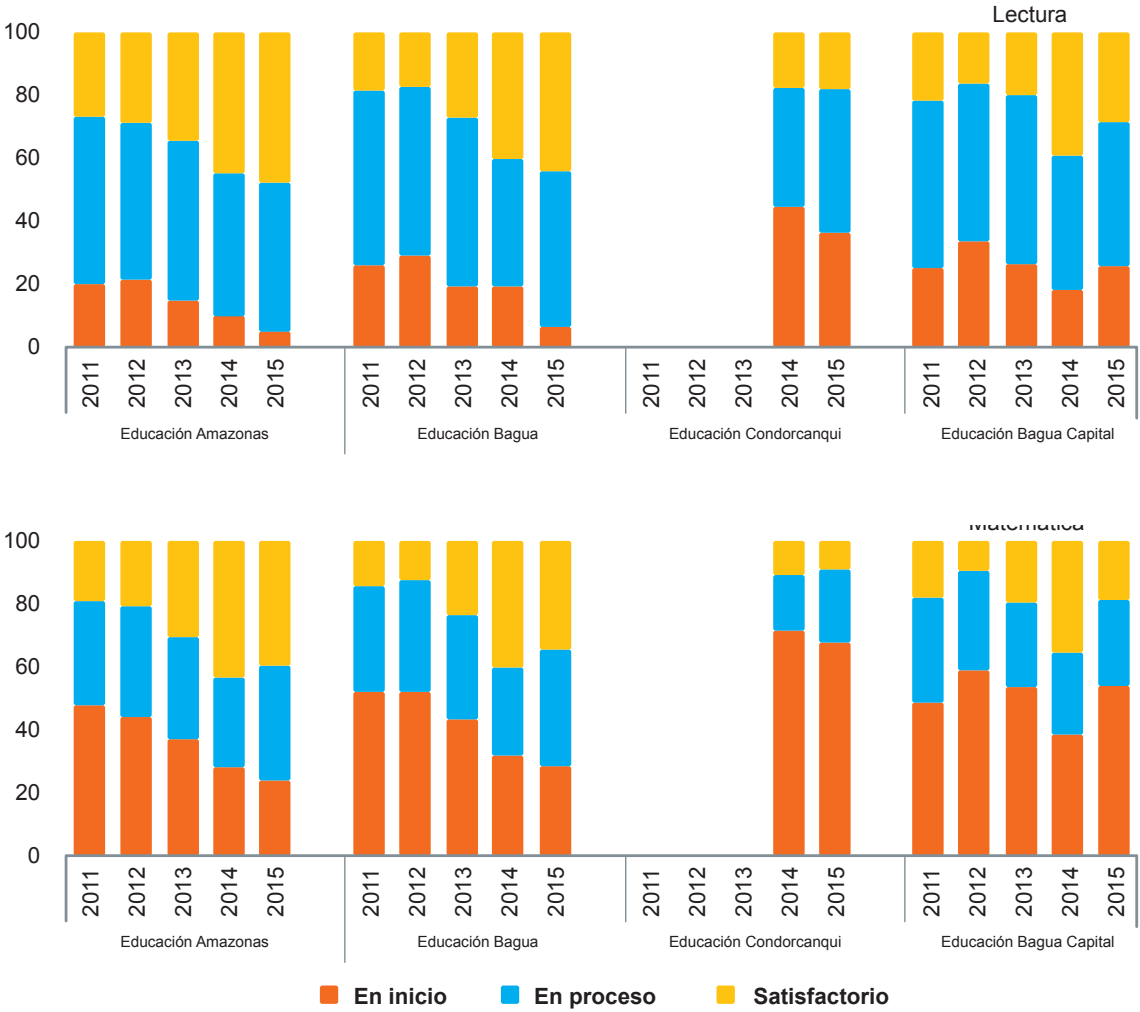 Lectura
100
80
60
40
20
0
2011 2012 2013 2014 2015 2011 2012 2013 2014 2015 2011 2012 2013 2014 2015 2011 2012 2013 2014 2015
Educación Amazonas Educación Bagua Educación Condorcanqui Educación Bagua Capital
Matemática
100
80
60
40
20
0
2011 2012 2013 2014 2015 2011 2012 2013 2014 2015 2011 2012 2013 2014 2015 2011 2012 2013 2014 2015
Educación Amazonas Educación Bagua Educación Condorcanqui Educación Bagua Capital
En inicio En proceso Satisfactorio